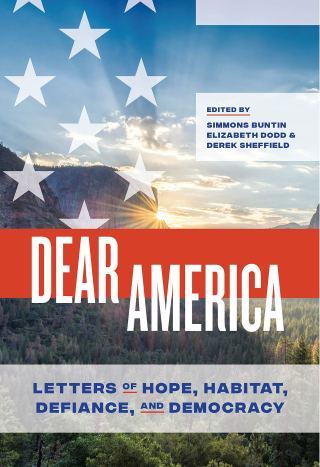 EDITED BY
SIMMONS BUNTIN
ELIZABETH DODD &
DEREK SHEFFIELD
DEAR
AMERICA
LETTERS OF HOPE, HABITAT,
DEFIANCE, AND DEMOCRACY